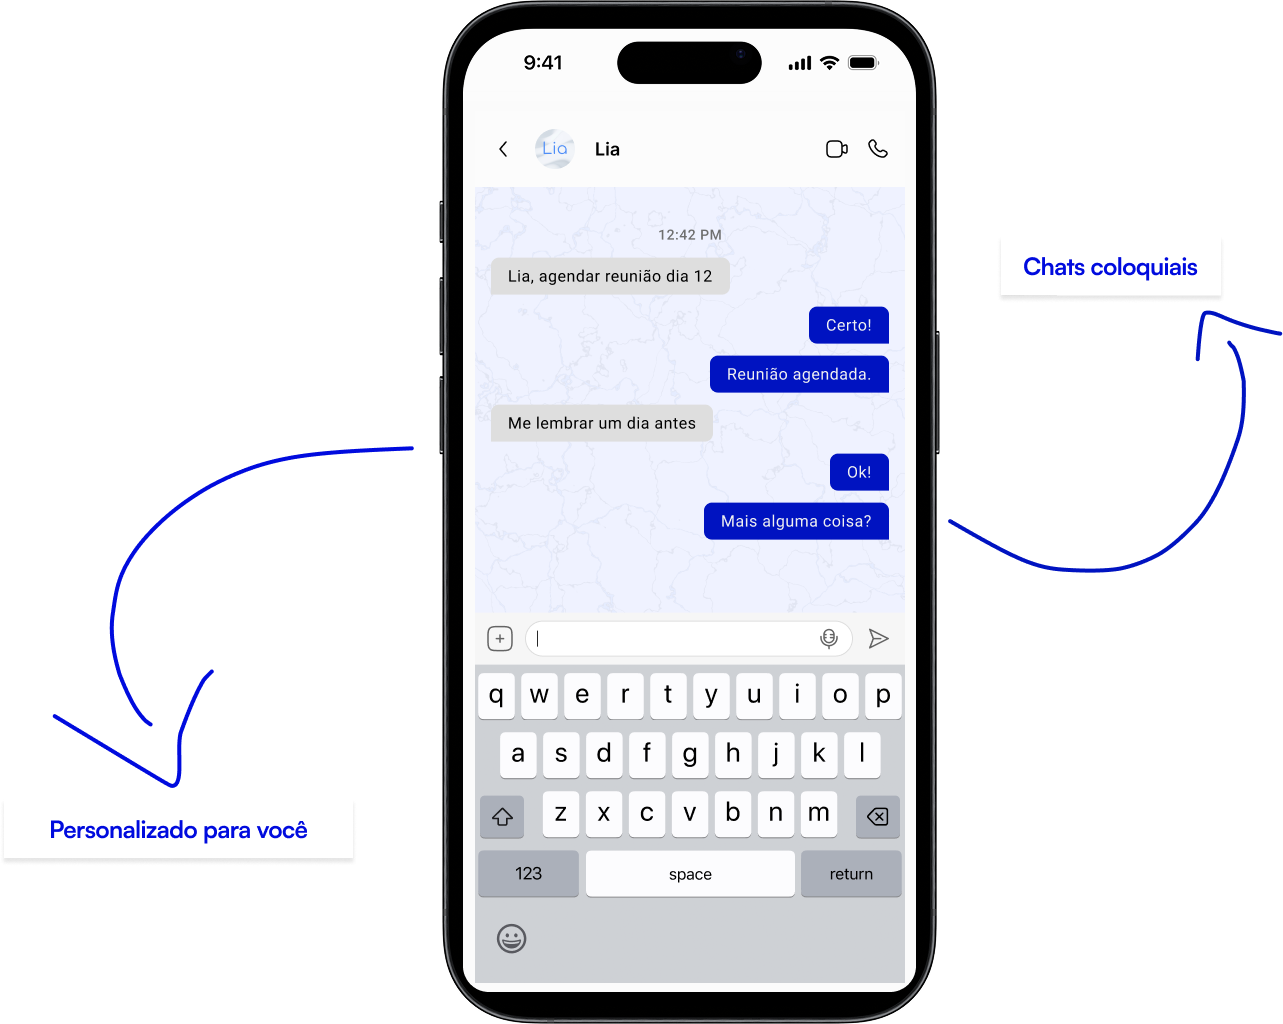 9:41
Lia
Lia
12:42 PM
Lia, agendar reunião dia 12
Certo!
Reunião agendada.
Me lembrar um dia antes
Ok!
Mais alguma coisa?
Chats coloquiais
Personalizado para você
q w e r t y u i o p
a s d f g h j k l
z x c v b n m
123 space return